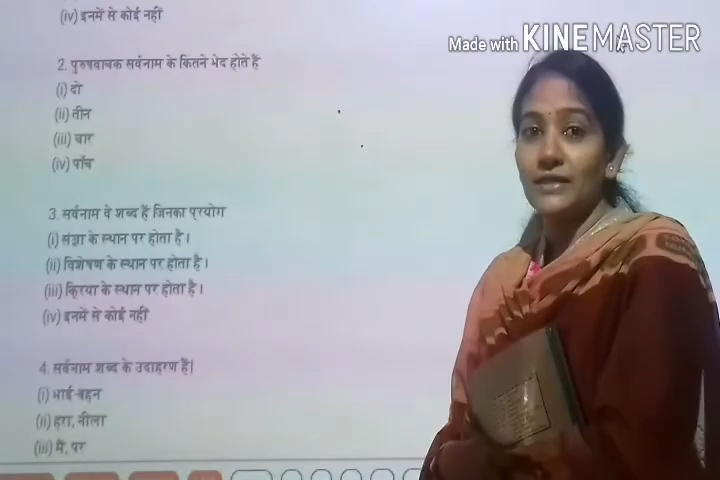 (iv) इनमें से कोई नहीं
Made with KINEMASTER
2. पुरुषवाचक सर्वनाम के कितने भेद होते हैं
(i) दो
(ii) तीन
(iii) चार
(iv) पाँच
3. सर्वनाम वे शब्द हैं जिनका प्रयोग
(i) संज्ञा के स्थान पर होता है।
(ii) विशेषण के स्थान पर होता है।
(iii) क्रिया के स्थान पर होता है।
(iv) इनमें से कोई नहीं
4. सर्वनाम शब्द के उदाहरण हैं|
(i) भाई-बहन
(ii) हरा, नीला
(iii) मैं, पर